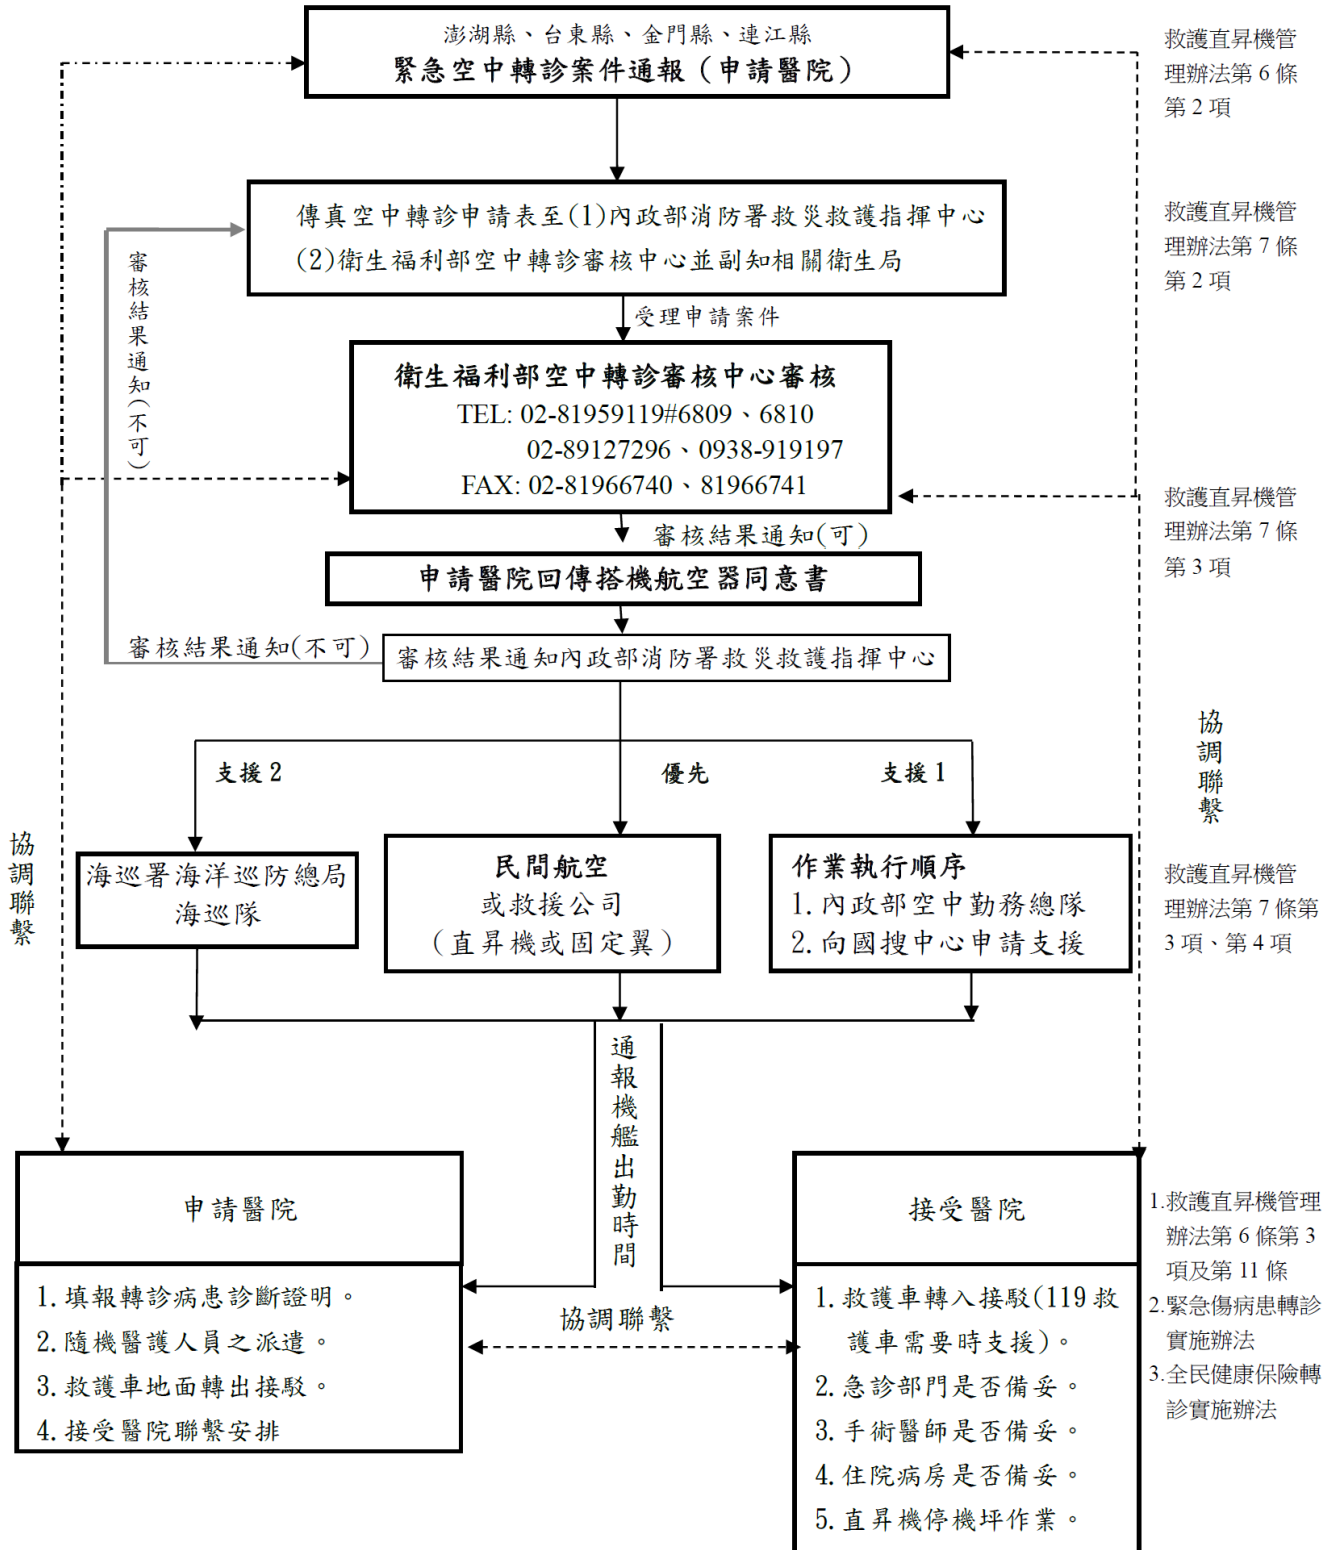 澎湖縣、台東縣、金門縣、連江縣
緊急空中轉診案件通報（申請醫院）
救護直昇機管
理辦法第 6 條
第 2 項
傳真空中轉診申請表至(1)內政部消防署救災救護指揮中心
(2)衛生福利部空中轉診審核中心並副知相關衛生局
救護直昇機管
理辦法第 7 條
第 2 項
審核結果通知(不可)
受理申請案件
衛生福利部空中轉診審核中心審核
TEL: 02-81959119#6809、6810
02-89127296、0938-919197
FAX: 02-81966740、81966741
救護直昇機管
理辦法第 7 條
第 3 項
審核結果通知(可)
申請醫院回傳搭機航空器同意書
審核結果通知(不可)
審核結果通知內政部消防署救災救護指揮中心
協調聯繫
支援 2
優先
支援 1
協調聯繫
海巡署海洋巡防總局
海巡隊
民間航空
或救援公司
（直昇機或固定翼）
作業執行順序
1. 內政部空中勤務總隊
2. 向國搜中心申請支援
救護直昇機管
理辦法第 7 條第
3 項、第 4 項
通報機艦出勤時間
申請醫院
1. 填報轉診病患診斷證明。
2. 隨機醫護人員之派遣。
3. 救護車地面轉出接駁。
4. 接受醫院聯繫安排
協調聯繫
接受醫院
1. 救護車轉入接駁(119 救
護車需要時支援)。
2. 急診部門是否備妥。
3. 手術醫師是否備妥。
4. 住院病房是否備妥。
5. 直昇機停機坪作業。
1.救護直昇機管理
辦法第 6 條第 3
項及第 11 條
2.緊急傷病患轉診
實施辦法
3.全民健康保險轉
診實施辦法